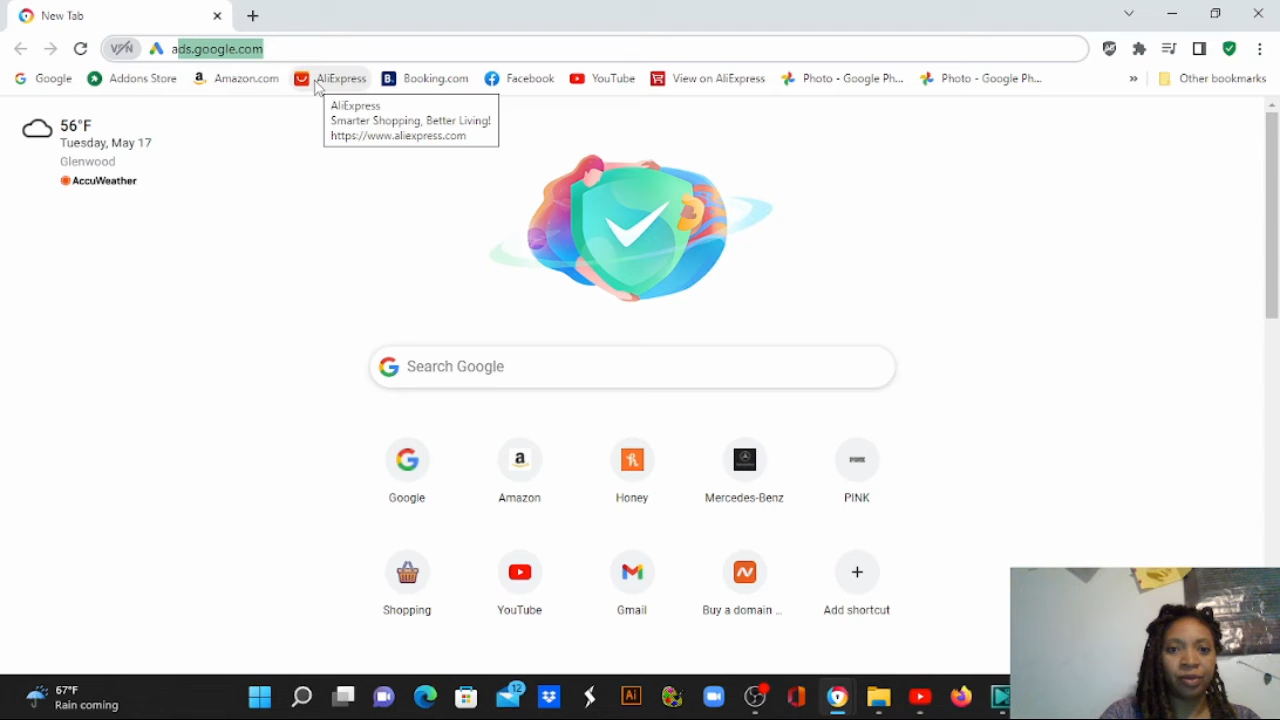 New Tab
VPN
ads.google.com
Google
Addons Store
Amazon.com
AliExpress
Booking.com
Facebook
YouTube
View on AliExpress
Photo - Google Ph...
Photo - Google Ph...
»
Other bookmarks
AliExpress
Smarter Shopping, Better Living!
https://www.aliexpress.com
56°F
Tuesday, May 17
Glenwood
AccuWeather
Search Google
Google
Amazon
Honey
Mercedes-Benz
PINK
Shopping
YouTube
Gmail
Buy a domain ...
Add shortcut
67°F
Rain coming
12
Ai